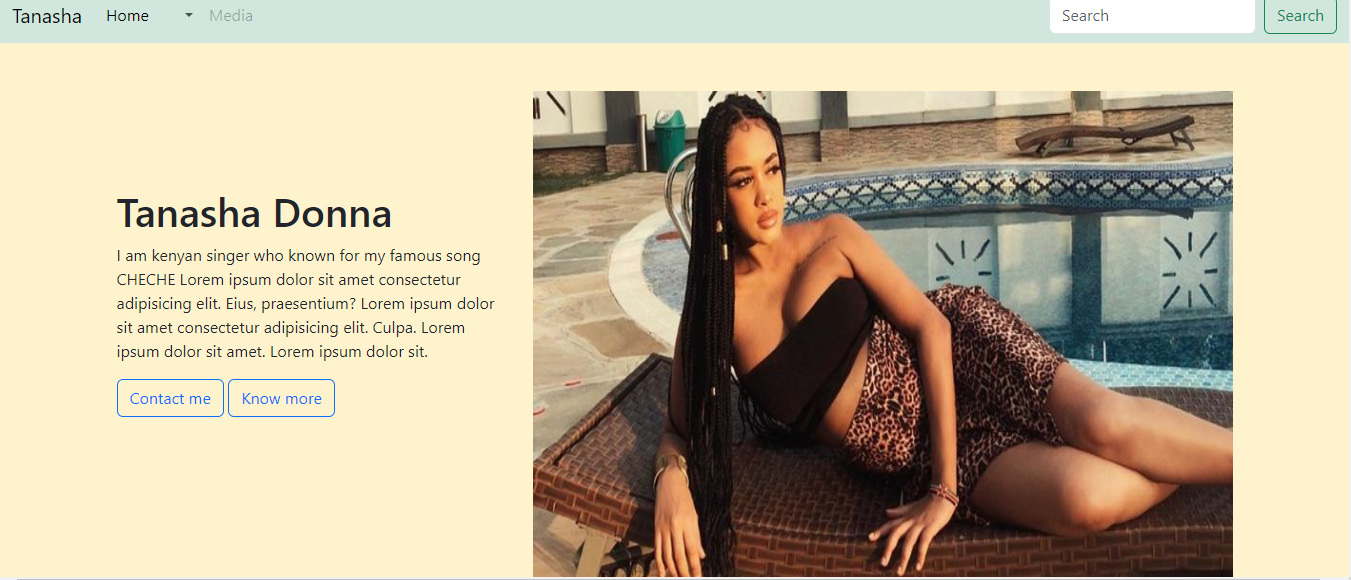 Tanasha Home Media Search Search
Tanasha Donna
I am kenyan singer who known for my famous song
CHECHE Lorem ipsum dolor sit amet consectetur
adipisicing elit. Eius, praesentium? Lorem ipsum dolor
sit amet consectetur adipisicing elit. Culpa. Lorem
ipsum dolor sit amet. Lorem ipsum dolor sit.
Contact me Know more